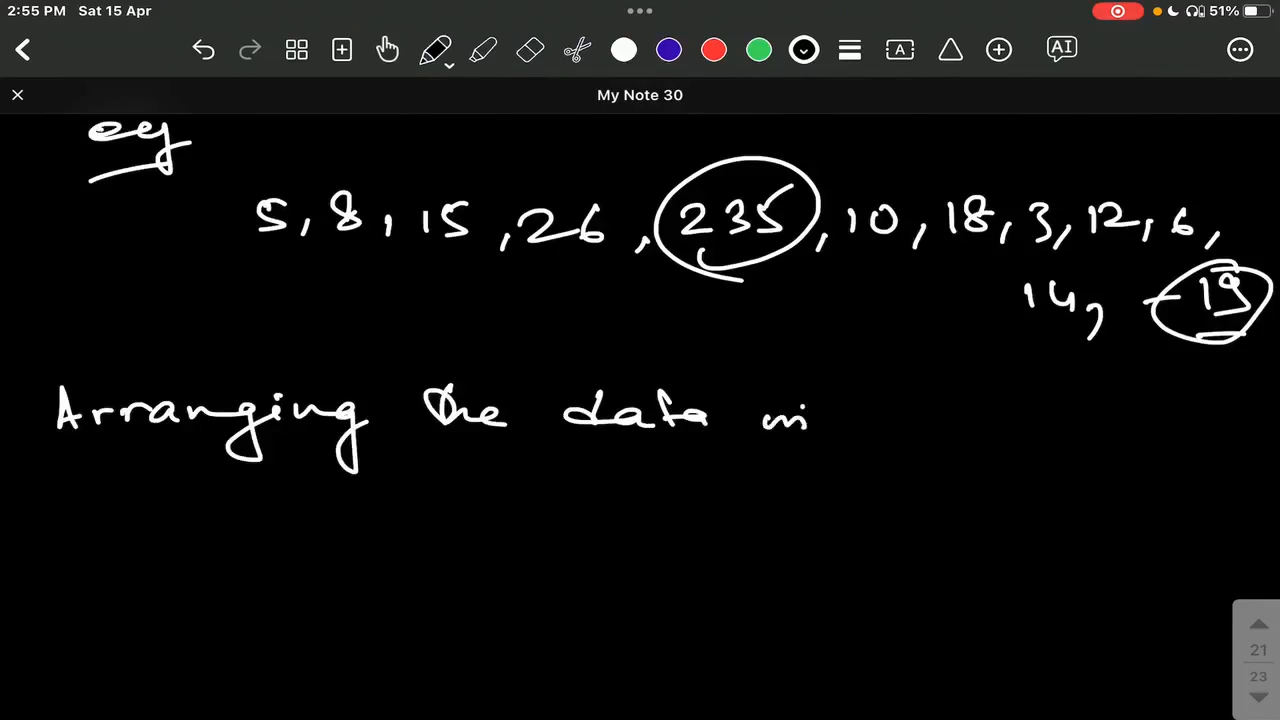 2:55 PM Sat 15 Apr 51%
A AI
My Note 30
eg
5, 8, 15, 26, 235, 10, 18, 3, 12, 6,
14, -19
Arranging the data in
21
23